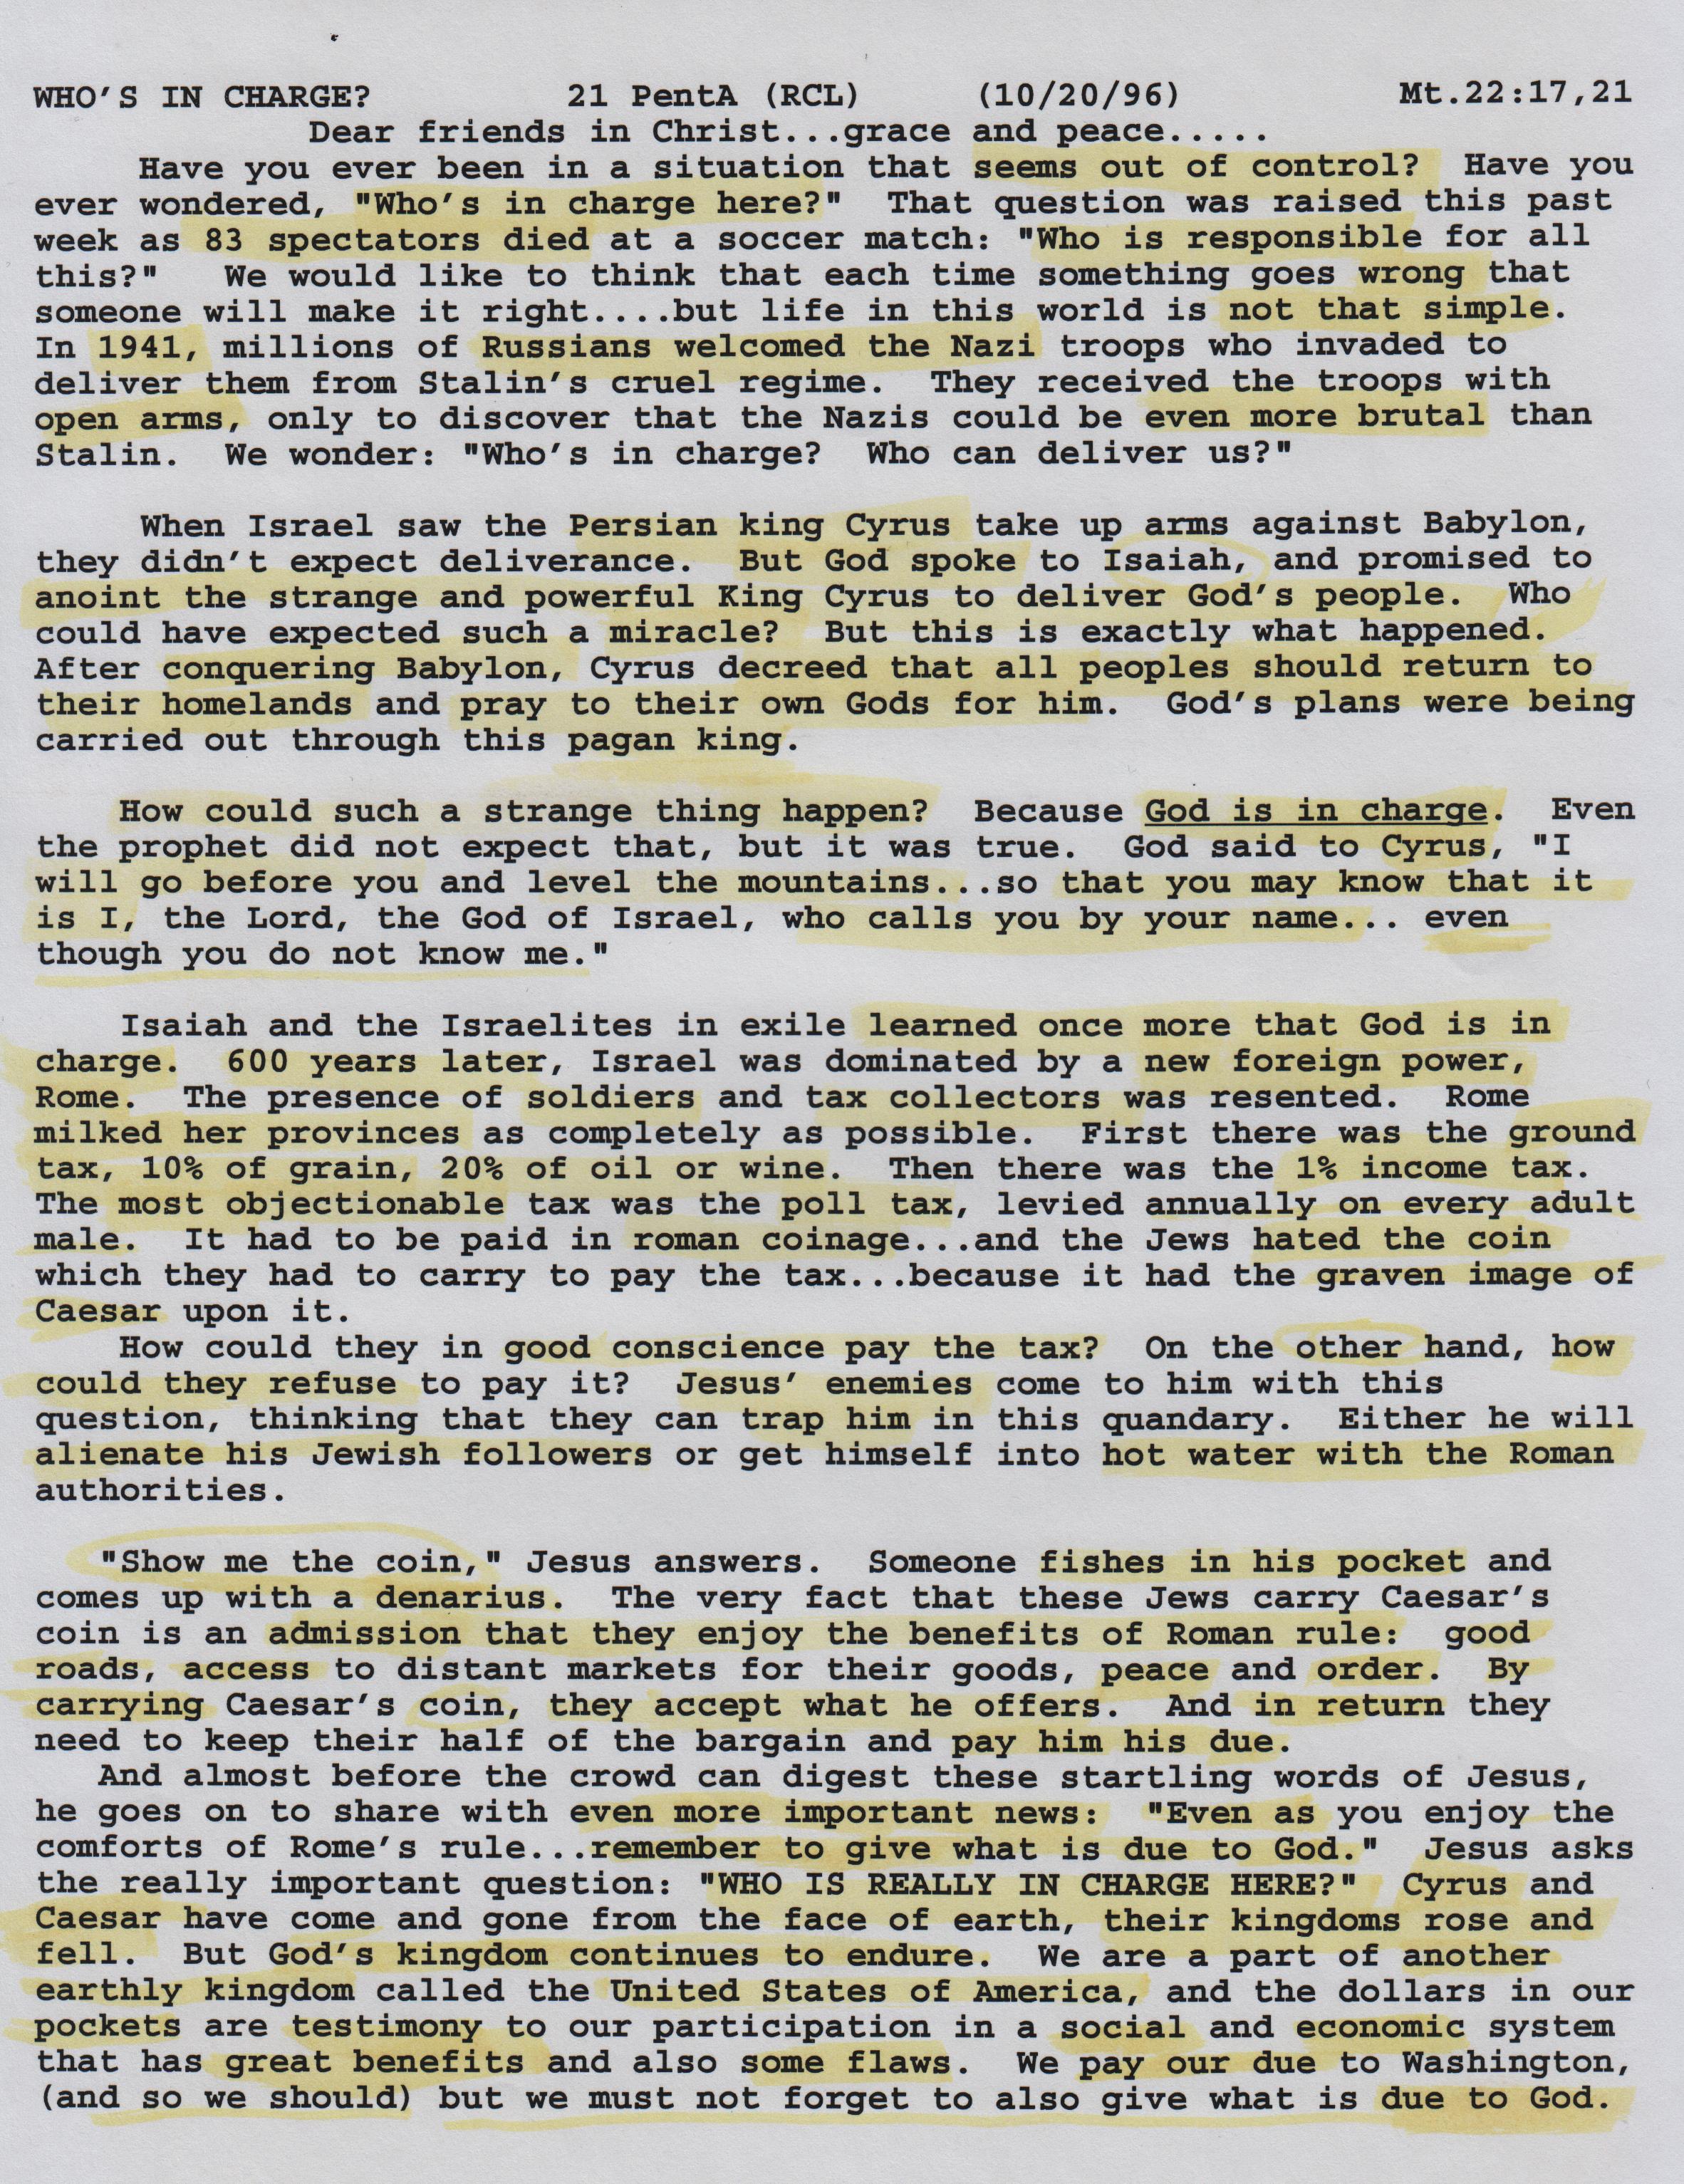 WHO'S IN CHARGE? 21 PentA (RCL) (10/20/96) Mt.22:17,21
Dear friends in Christ...grace and peace.....
Have you ever been in a situation that seems out of control? Have you
ever wondered, "Who's in charge here?" That question was raised this past
week as 83 spectators died at a soccer match: "Who is responsible for all
this?" We would like to think that each time something goes wrong that
someone will make it right....but life in this world is not that simple.
In 1941, millions of Russians welcomed the Nazi troops who invaded to
deliver them from Stalin's cruel regime. They received the troops with
open arms, only to discover that the Nazis could be even more brutal than
Stalin. We wonder: "Who's in charge? Who can deliver us?"
When Israel saw the Persian king Cyrus take up arms against Babylon,
they didn't expect deliverance. But God spoke to Isaiah, and promised to
anoint the strange and powerful King Cyrus to deliver God's people. Who
could have expected such a miracle? But this is exactly what happened.
After conquering Babylon, Cyrus decreed that all peoples should return to
their homelands and pray to their own Gods for him. God's plans were being
carried out through this pagan king.
How could such a strange thing happen? Because God is in charge. Even
the prophet did not expect that, but it was true. God said to Cyrus, "I
will go before you and level the mountains...so that you may know that it
is I, the Lord, the God of Israel, who calls you by your name... even
though you do not know me."
Isaiah and the Israelites in exile learned once more that God is in
charge. 600 years later, Israel was dominated by a new foreign power,
Rome. The presence of soldiers and tax collectors was resented. Rome
milked her provinces as completely as possible. First there was the ground
tax, 10% of grain, 20% of oil or wine. Then there was the 1% income tax.
The most objectionable tax was the poll tax, levied annually on every adult
male. It had to be paid in roman coinage...and the Jews hated the coin
which they had to carry to pay the tax...because it had the graven image of
Caesar upon it.
How could they in good conscience pay the tax? On the other hand, how
could they refuse to pay it? Jesus' enemies come to him with this
question, thinking that they can trap him in this quandary. Either he will
alienate his Jewish followers or get himself into hot water with the Roman
authorities.
"Show me the coin," Jesus answers. Someone fishes in his pocket and
comes up with a denarius. The very fact that these Jews carry Caesar's
coin is an admission that they enjoy the benefits of Roman rule: good
roads, access to distant markets for their goods, peace and order. By
carrying Caesar's coin, they accept what he offers. And in return they
need to keep their half of the bargain and pay him his due.
And almost before the crowd can digest these startling words of Jesus,
he goes on to share with even more important news: "Even as you enjoy the
comforts of Rome's rule...remember to give what is due to God." Jesus asks
the really important question: "WHO IS REALLY IN CHARGE HERE?" Cyrus and
Caesar have come and gone from the face of earth, their kingdoms rose and
fell. But God's kingdom continues to endure. We are a part of another
earthly kingdom called the United States of America, and the dollars in our
pockets are testimony to our participation in a social and economic system
that has great benefits and also some flaws. We pay our due to Washington,
(and so we should) but we must not forget to also give what is due to God.